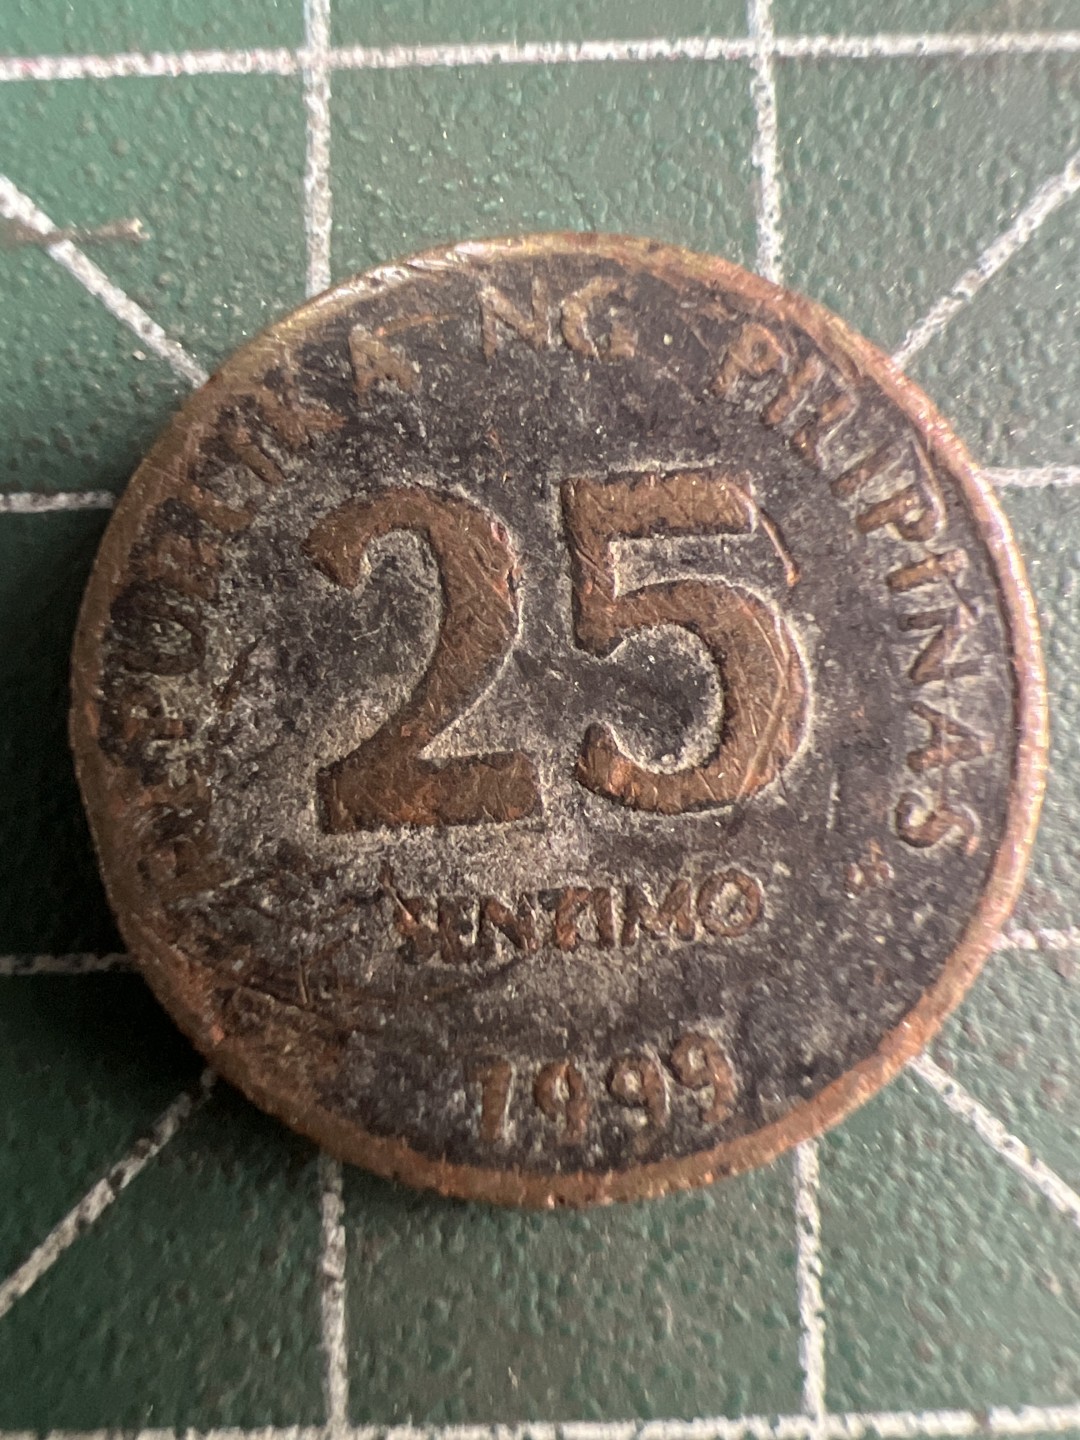 REPUBLIKA NG PILIPINAS
25
SENTIMO
1999